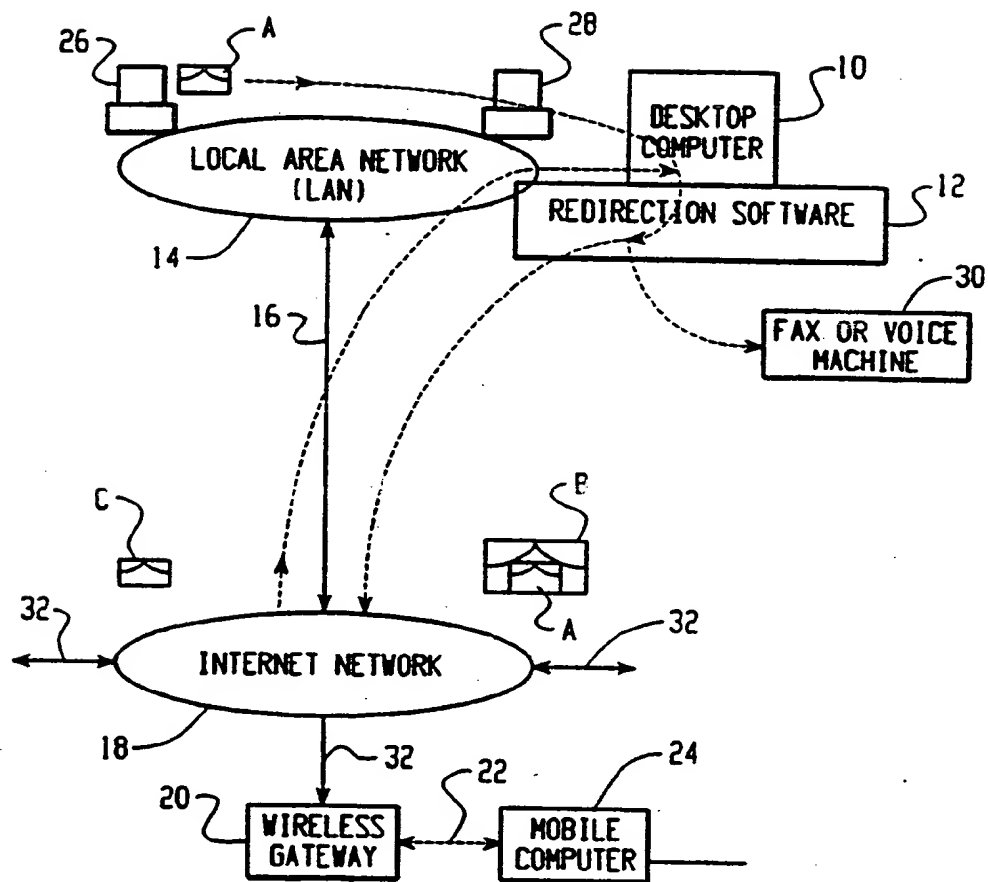 26
A
28
10
DESKTOP
COMPUTER
LOCAL AREA NETWORK
(LAN)
REDIRECTION SOFTWARE
12
14
16
30
FAX OR VOICE
MACHINE
C
B
A
32
32
INTERNET NETWORK
18
32
24
20
22
WIRELESS
GATEWAY
MOBILE
COMPUTER